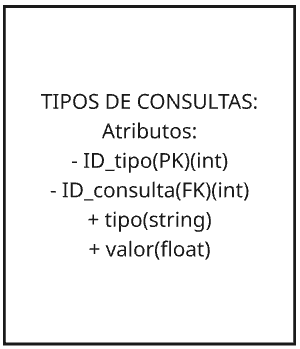 TIPOS DE CONSULTAS:
Atributos:
- ID_tipo(PK)(int)
- ID_consulta(FK)(int)
+ tipo(string)
+ valor(float)